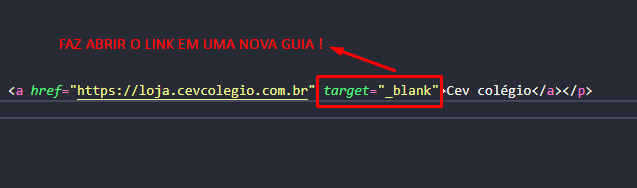 FAZ ABRIR O LINK EM UMA NOVA GUIA !
<a href="https://loja.cevcolegio.com.br" target="_blank">Cev colégio</a></p>